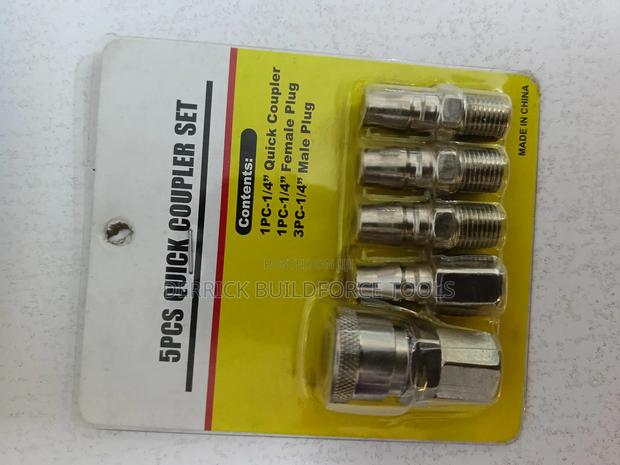 5PCS QUICK COUPLER SET
Contents:
1PC-1/4" Quick Coupler
1PC-1/4" Female Plug
3PC-1/4" Male Plug
MADE IN CHINA
DERRICK BUILDFORCE TOOLS